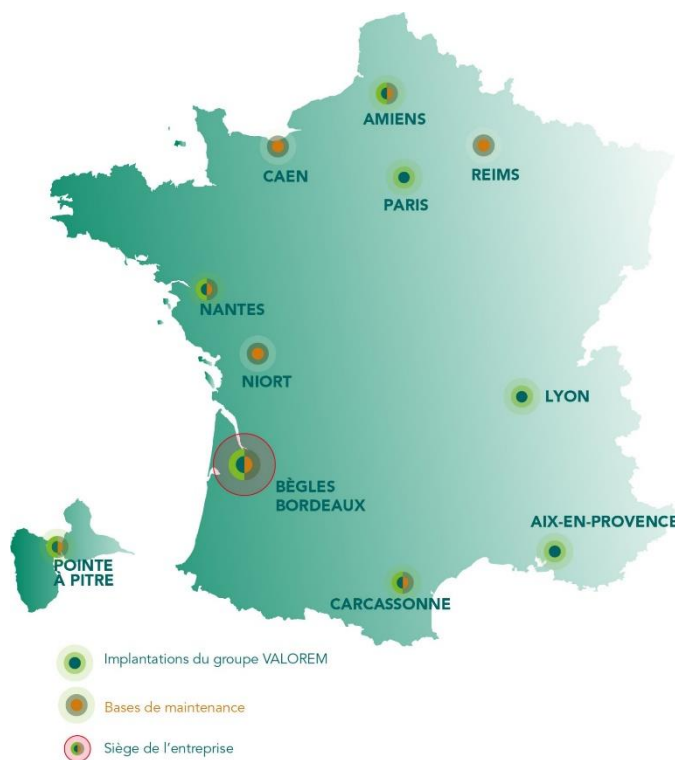 AMIENS
CAEN
REIMS
PARIS
NANTES
NIORT
LYON
BÈGLES
BORDEAUX
AIX-EN-PROVENCE
POINTE
À PITRE
CARCASSONNE
Implantations du groupe VALOREM
Bases de maintenance
Siège de l'entreprise